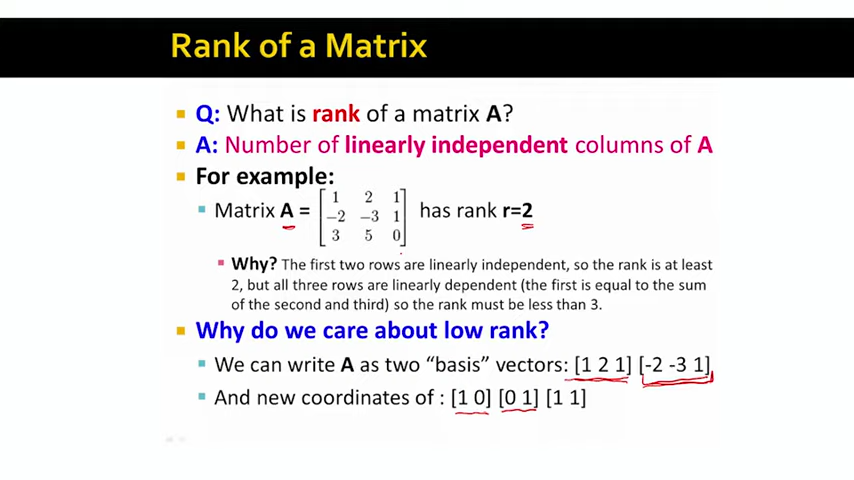 Rank of a Matrix
Q: What is rank of a matrix A?
A: Number of linearly independent columns of A
For example:
Matrix A = [1 2 1
-2 -3 1
3 5 0] has rank r=2
Why? The first two rows are linearly independent, so the rank is at least
2, but all three rows are linearly dependent (the first is equal to the sum
of the second and third) so the rank must be less than 3.
Why do we care about low rank?
We can write A as two “basis” vectors: [1 2 1] [-2 -3 1]
And new coordinates of : [1 0] [0 1] [1 1]